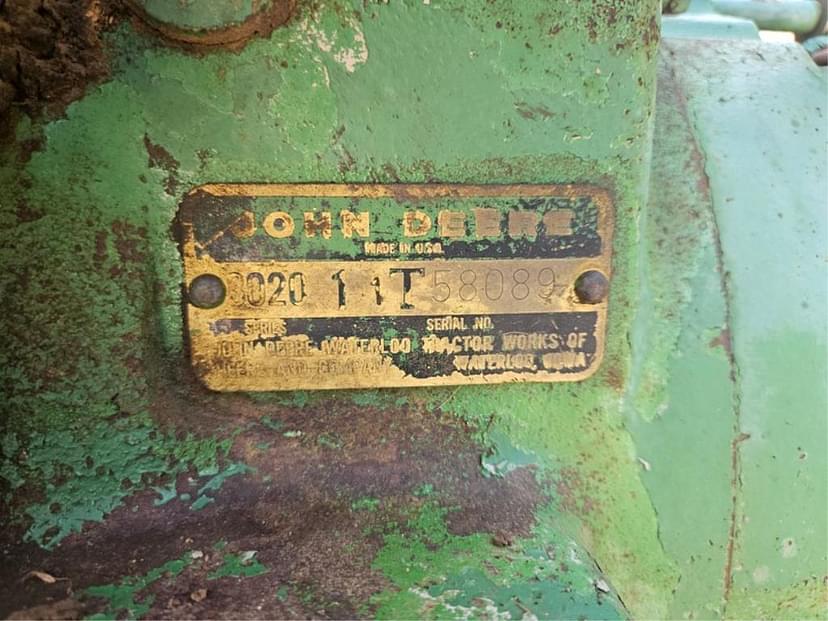 JOHN DEERE
MADE IN U.S.A.
3020 11T 58089
SERIES SERIAL NO.
JOHN DEERE WATERLOO TRACTOR WORKS OF
DEERE AND COMPANY WATERLOO, IOWA